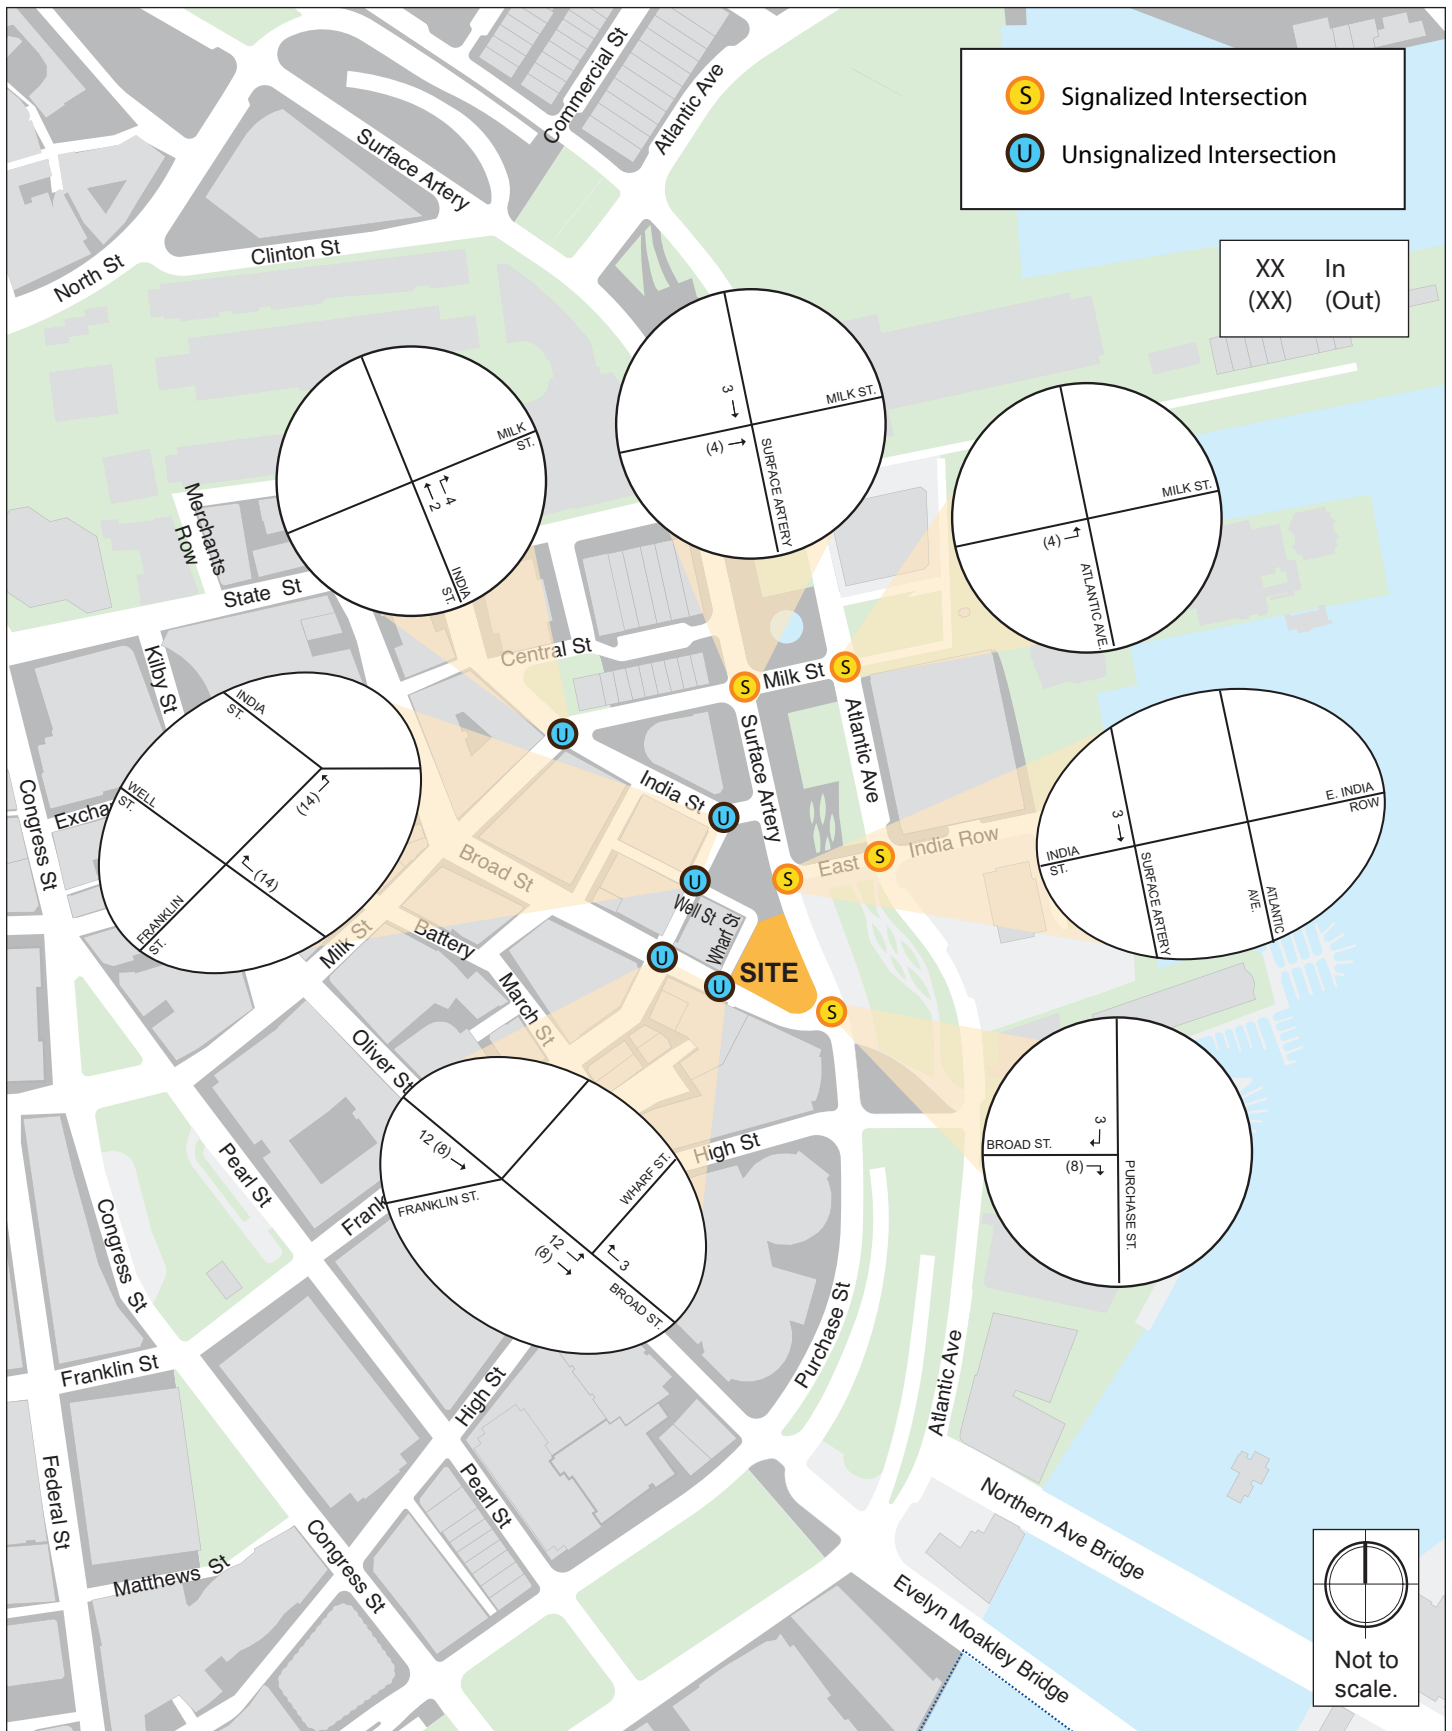 S Signalized Intersection
U Unsignalized Intersection
XX In
(XX) (Out)
Commercial St
Atlantic Ave
Surface Artery
Clinton St
North St
3
MILK ST.
(4)
SURFACE ARTERY
MILK
ST.
2
4
INDIA
ST.
MILK ST.
(4)
ATLANTIC AVE.
Merchants
Row
State St
Central St
Kilby St
S
Milk St
S
U
Surface Artery
Atlantic Ave
India St
U
INDIA
ST.
WELL
ST.
(14)
(14)
FRANKLIN
ST.
Congress St
Excha
Broad St
U
Well St
Wharf St
S
East
S
India Row
3
E. INDIA
ROW
INDIA
ST.
SURFACE ARTERY
ATLANTIC
AVE.
Milk St
Battery
March St
U
U
SITE
S
Oliver St
3
BROAD ST.
(8)
PURCHASE ST.
12 (8)
FRANKLIN ST.
WHARF ST.
12
(8)
3
BROAD ST.
High St
Pearl St
Frank
Congress St
Purchase St
Atlantic Ave
Franklin St
High St
Federal St
Pearl St
Congress St
Matthews St
Northern Ave Bridge
Evelyn Moakley Bridge
Not to
scale.